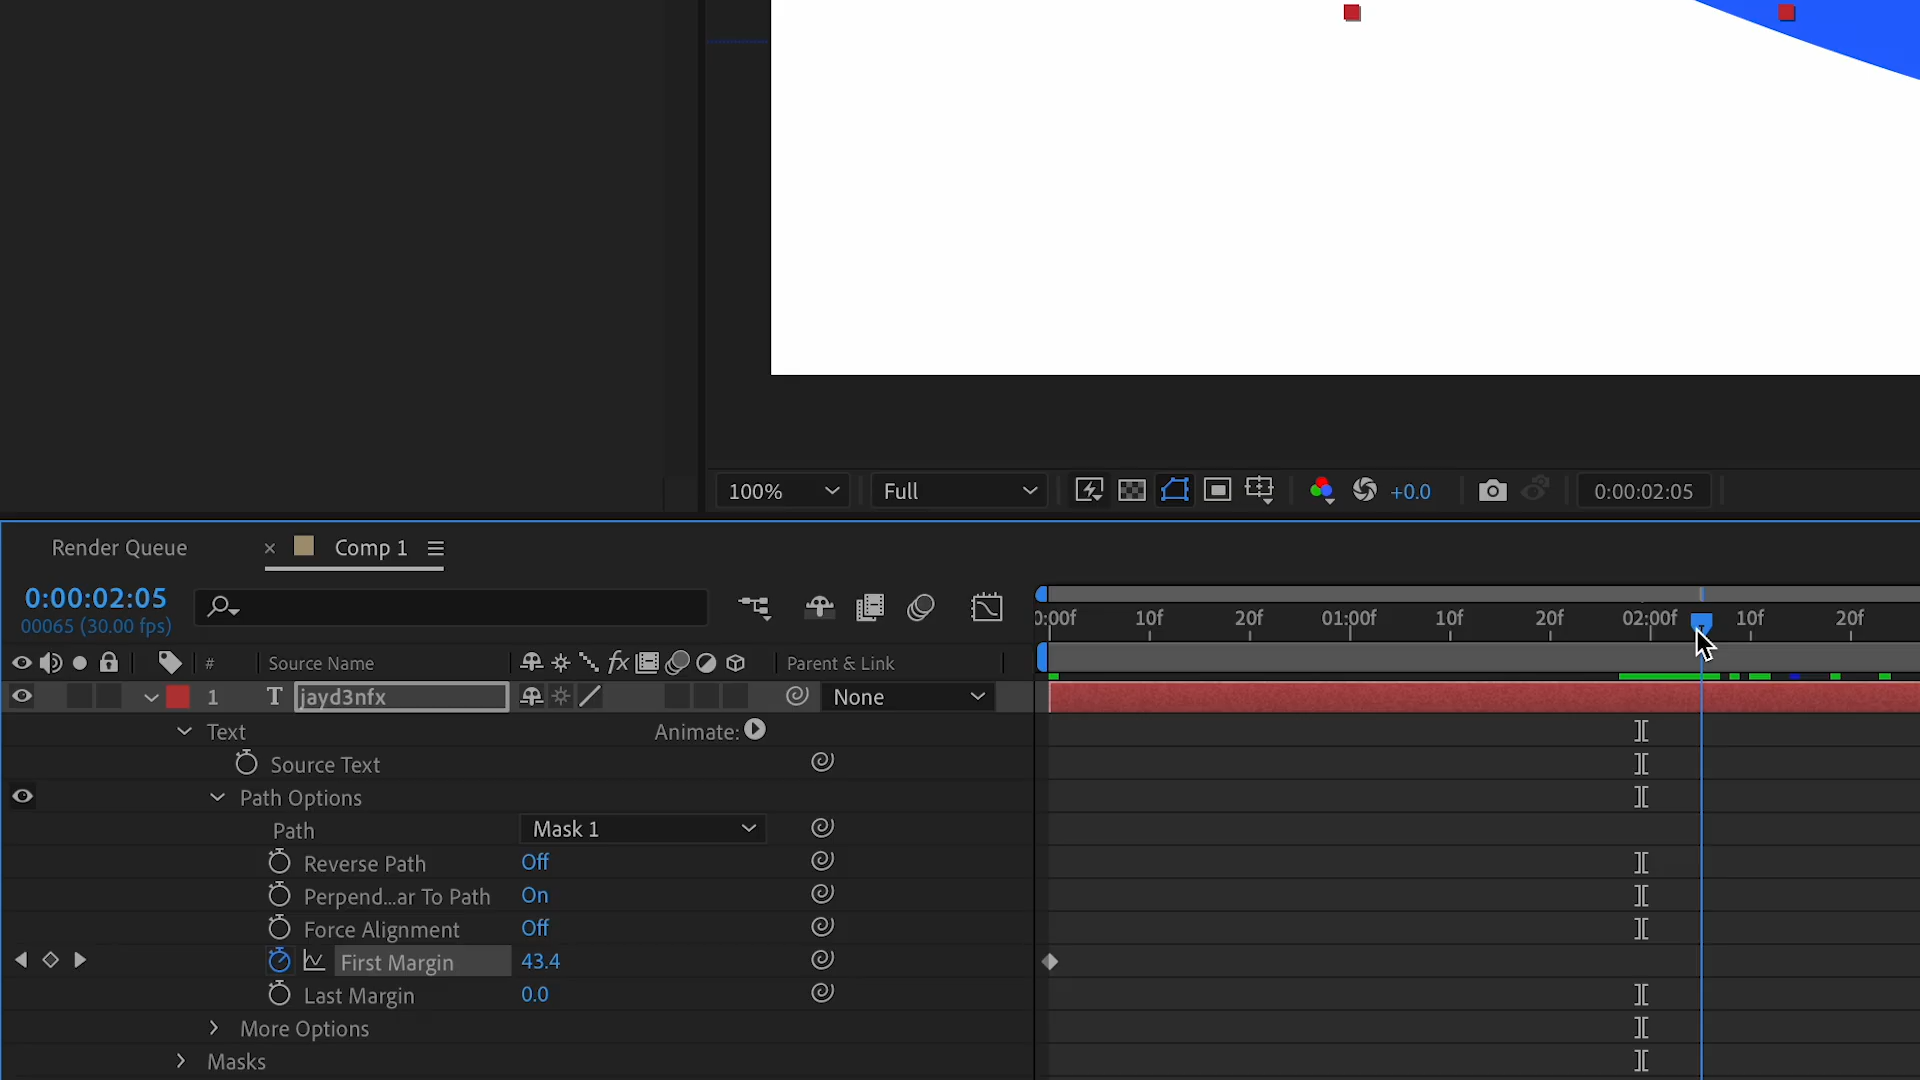 100%
Full
+0.0
0:00:02:05
Render Queue
× Comp 1
0:00:02:05
00065 (30.00 fps)
0:00f 10f 20f 01:00f 10f 20f 02:00f 10f 20f
# Source Name fx Parent & Link
1 T jayd3nfx None
Text Animate:
Source Text
Path Options
Path Mask 1
Reverse Path Off
Perpend...ar To Path On
Force Alignment Off
First Margin 43.4
Last Margin 0.0
More Options
Masks